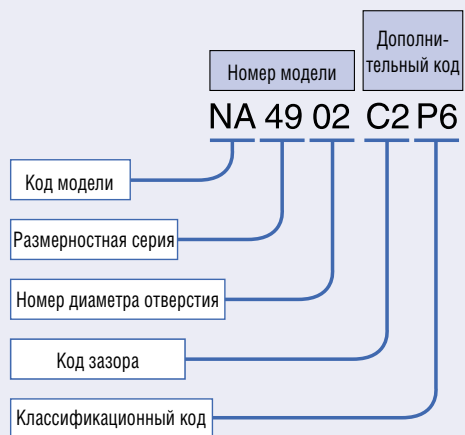 Номер модели
Дополни-
тельный код
NA 49 02 C2 P6
Код модели
Размерностная серия
Номер диаметра отверстия
Код зазора
Классификационный код